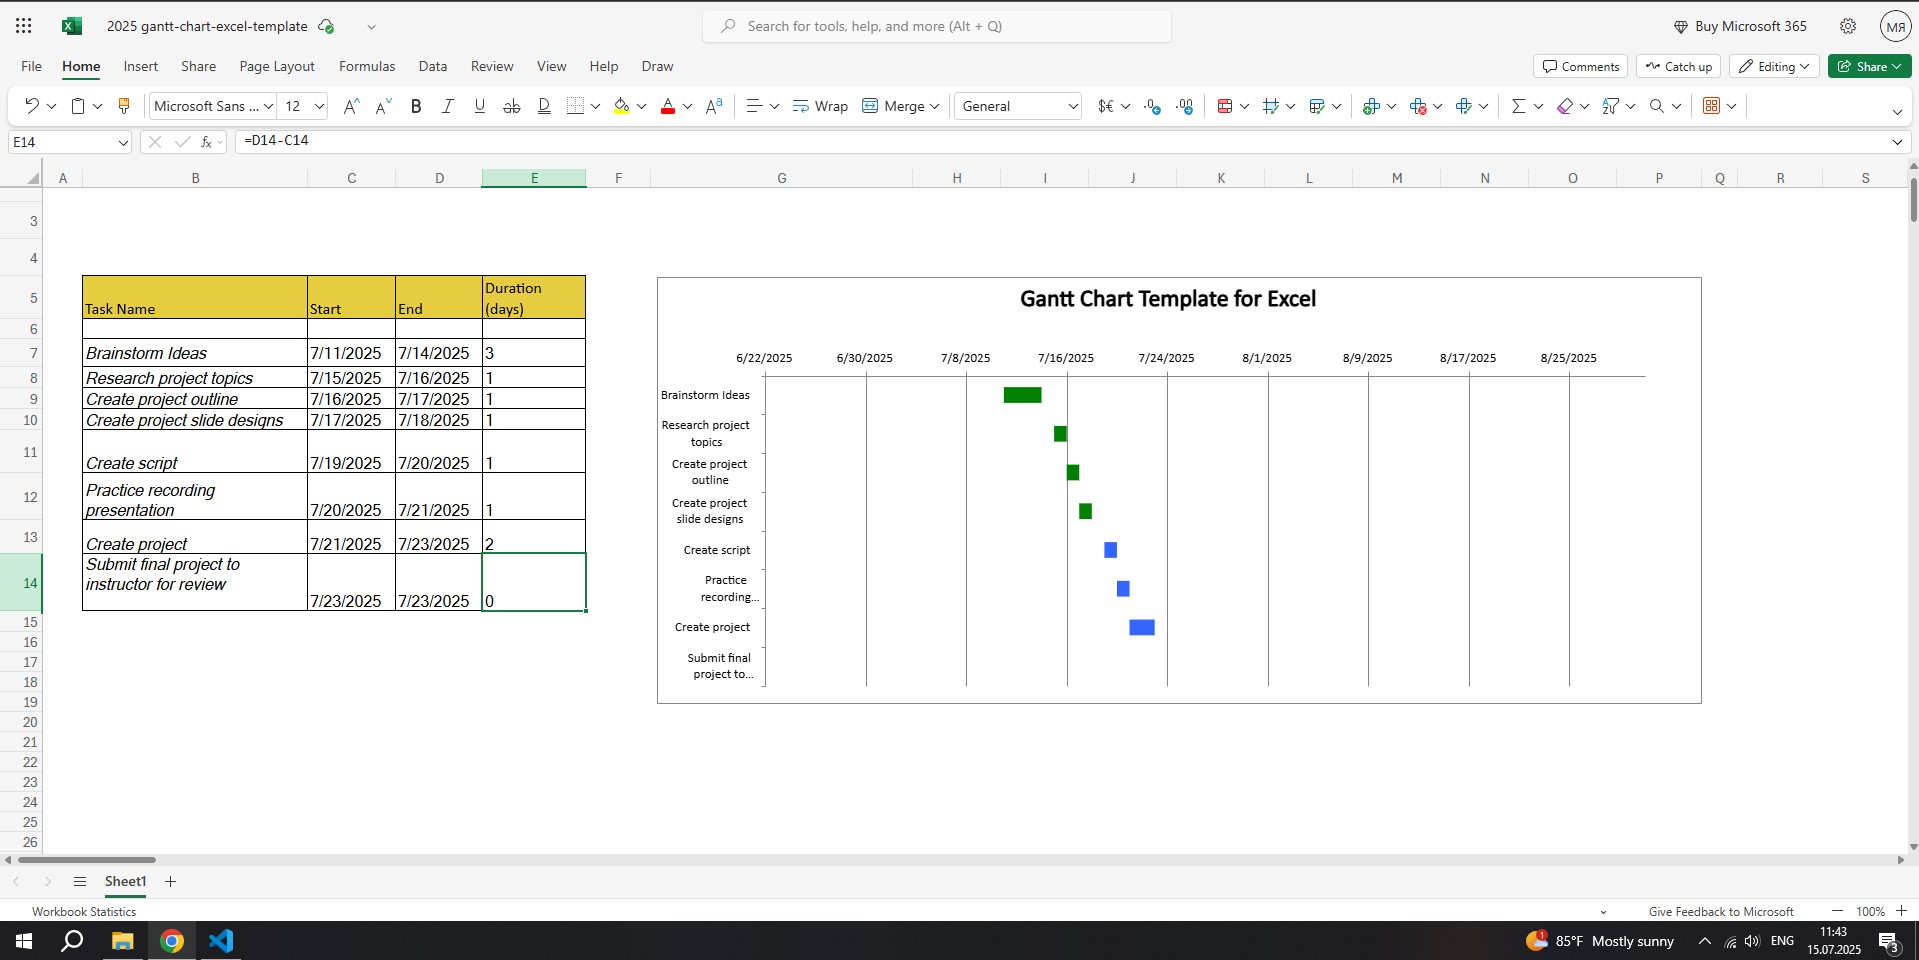 2025 gantt-chart-excel-template
Search for tools, help, and more (Alt + Q)
Buy Microsoft 365
МЯ
File Home Insert Share Page Layout Formulas Data Review View Help Draw
Comments Catch up Editing Share
Microsoft Sans ... 12 Wrap Merge General
E14 =D14-C14
A B C D E F G H I J K L M N O P Q R S
3
4
5
6
7
8
9
10
11
12
13
14
15
16
17
18
19
20
21
22
23
24
25
26
Task Name Start End Duration (days)
Brainstorm Ideas 7/11/2025 7/14/2025 3
Research project topics 7/15/2025 7/16/2025 1
Create project outline 7/16/2025 7/17/2025 1
Create project slide designs 7/17/2025 7/18/2025 1
Create script 7/19/2025 7/20/2025 1
Practice recording
presentation 7/20/2025 7/21/2025 1
Create project 7/21/2025 7/23/2025 2
Submit final project to
instructor for review
7/23/2025 7/23/2025 0
Gantt Chart Template for Excel
6/22/2025 6/30/2025 7/8/2025 7/16/2025 7/24/2025 8/1/2025 8/9/2025 8/17/2025 8/25/2025
Brainstorm Ideas
Research project
topics
Create project
outline
Create project
slide designs
Create script
Practice
recording...
Create project
Submit final
project to...
Sheet1
Workbook Statistics
Give Feedback to Microsoft
100%
1
85°F Mostly sunny
ENG
11:43
15.07.2025
3